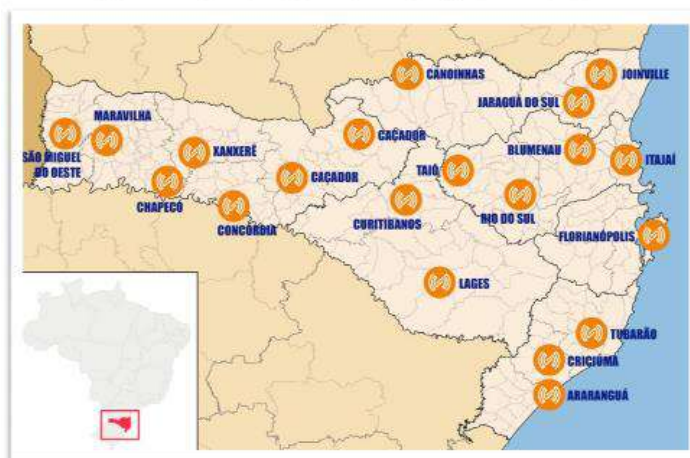 CANOINHAS
JOINVILLE
JARAGUÁ DO SUL
MARAVILHA
CAÇADOR
BLUMENAU
ITAJAÍ
XANXERÊ
SÃO MIGUEL
DO OESTE
TAIÓ
CAÇADOR
CHAPECÓ
CONCÓRDIA
CURITIBANOS
RIO DO SUL
FLORIANÓPOLIS
LAGES
TUBARÃO
CRIÇIÚMA
ARARANGUÁ